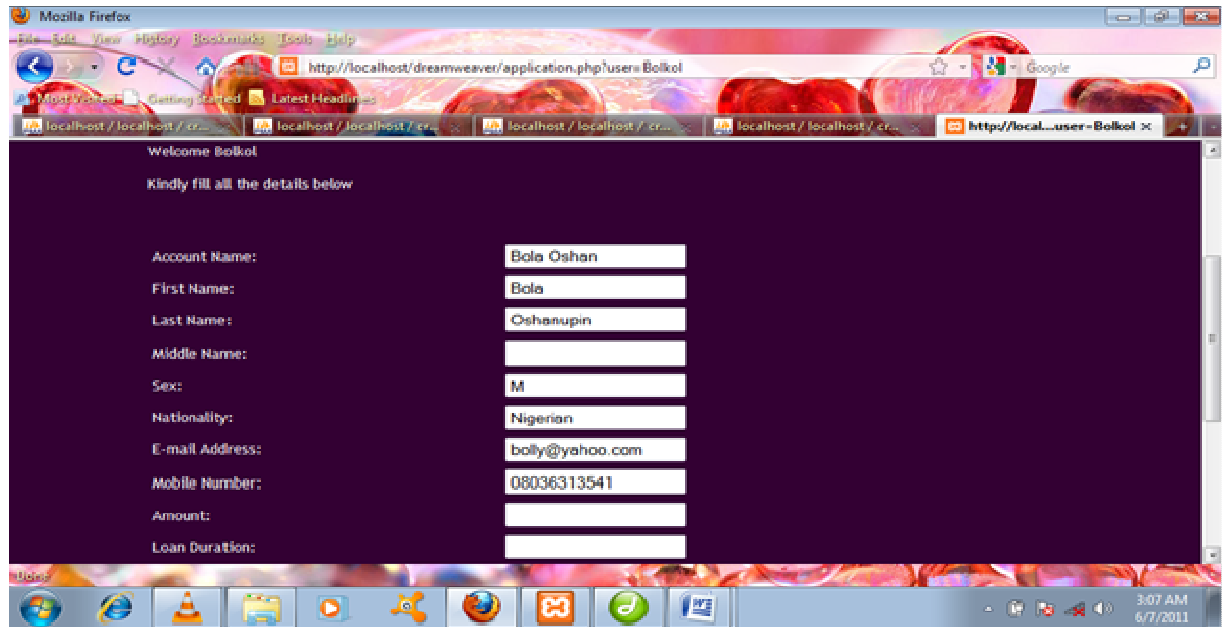 Mozilla Firefox
File Edit View History Bookmarks Tools Help
http://localhost/dreamweaver/application.php?user=Bolkol
Google
Most Visited Getting Started Latest Headlines
localhost / localhost / cr... localhost / localhost / cr... localhost / localhost / cr... localhost / localhost / cr... http://local...user=Bolkol
Welcome Bolkol
Kindly fill all the details below
Account Name: Bola Oshan
First Name: Bola
Last Name: Oshanupin
Middle Name:
Sex: M
Nationality: Nigerian
E-mail Address: bolly@yahoo.com
Mobile Number: 08036313541
Amount:
Loan Duration:
Done
3:07 AM
6/7/2011